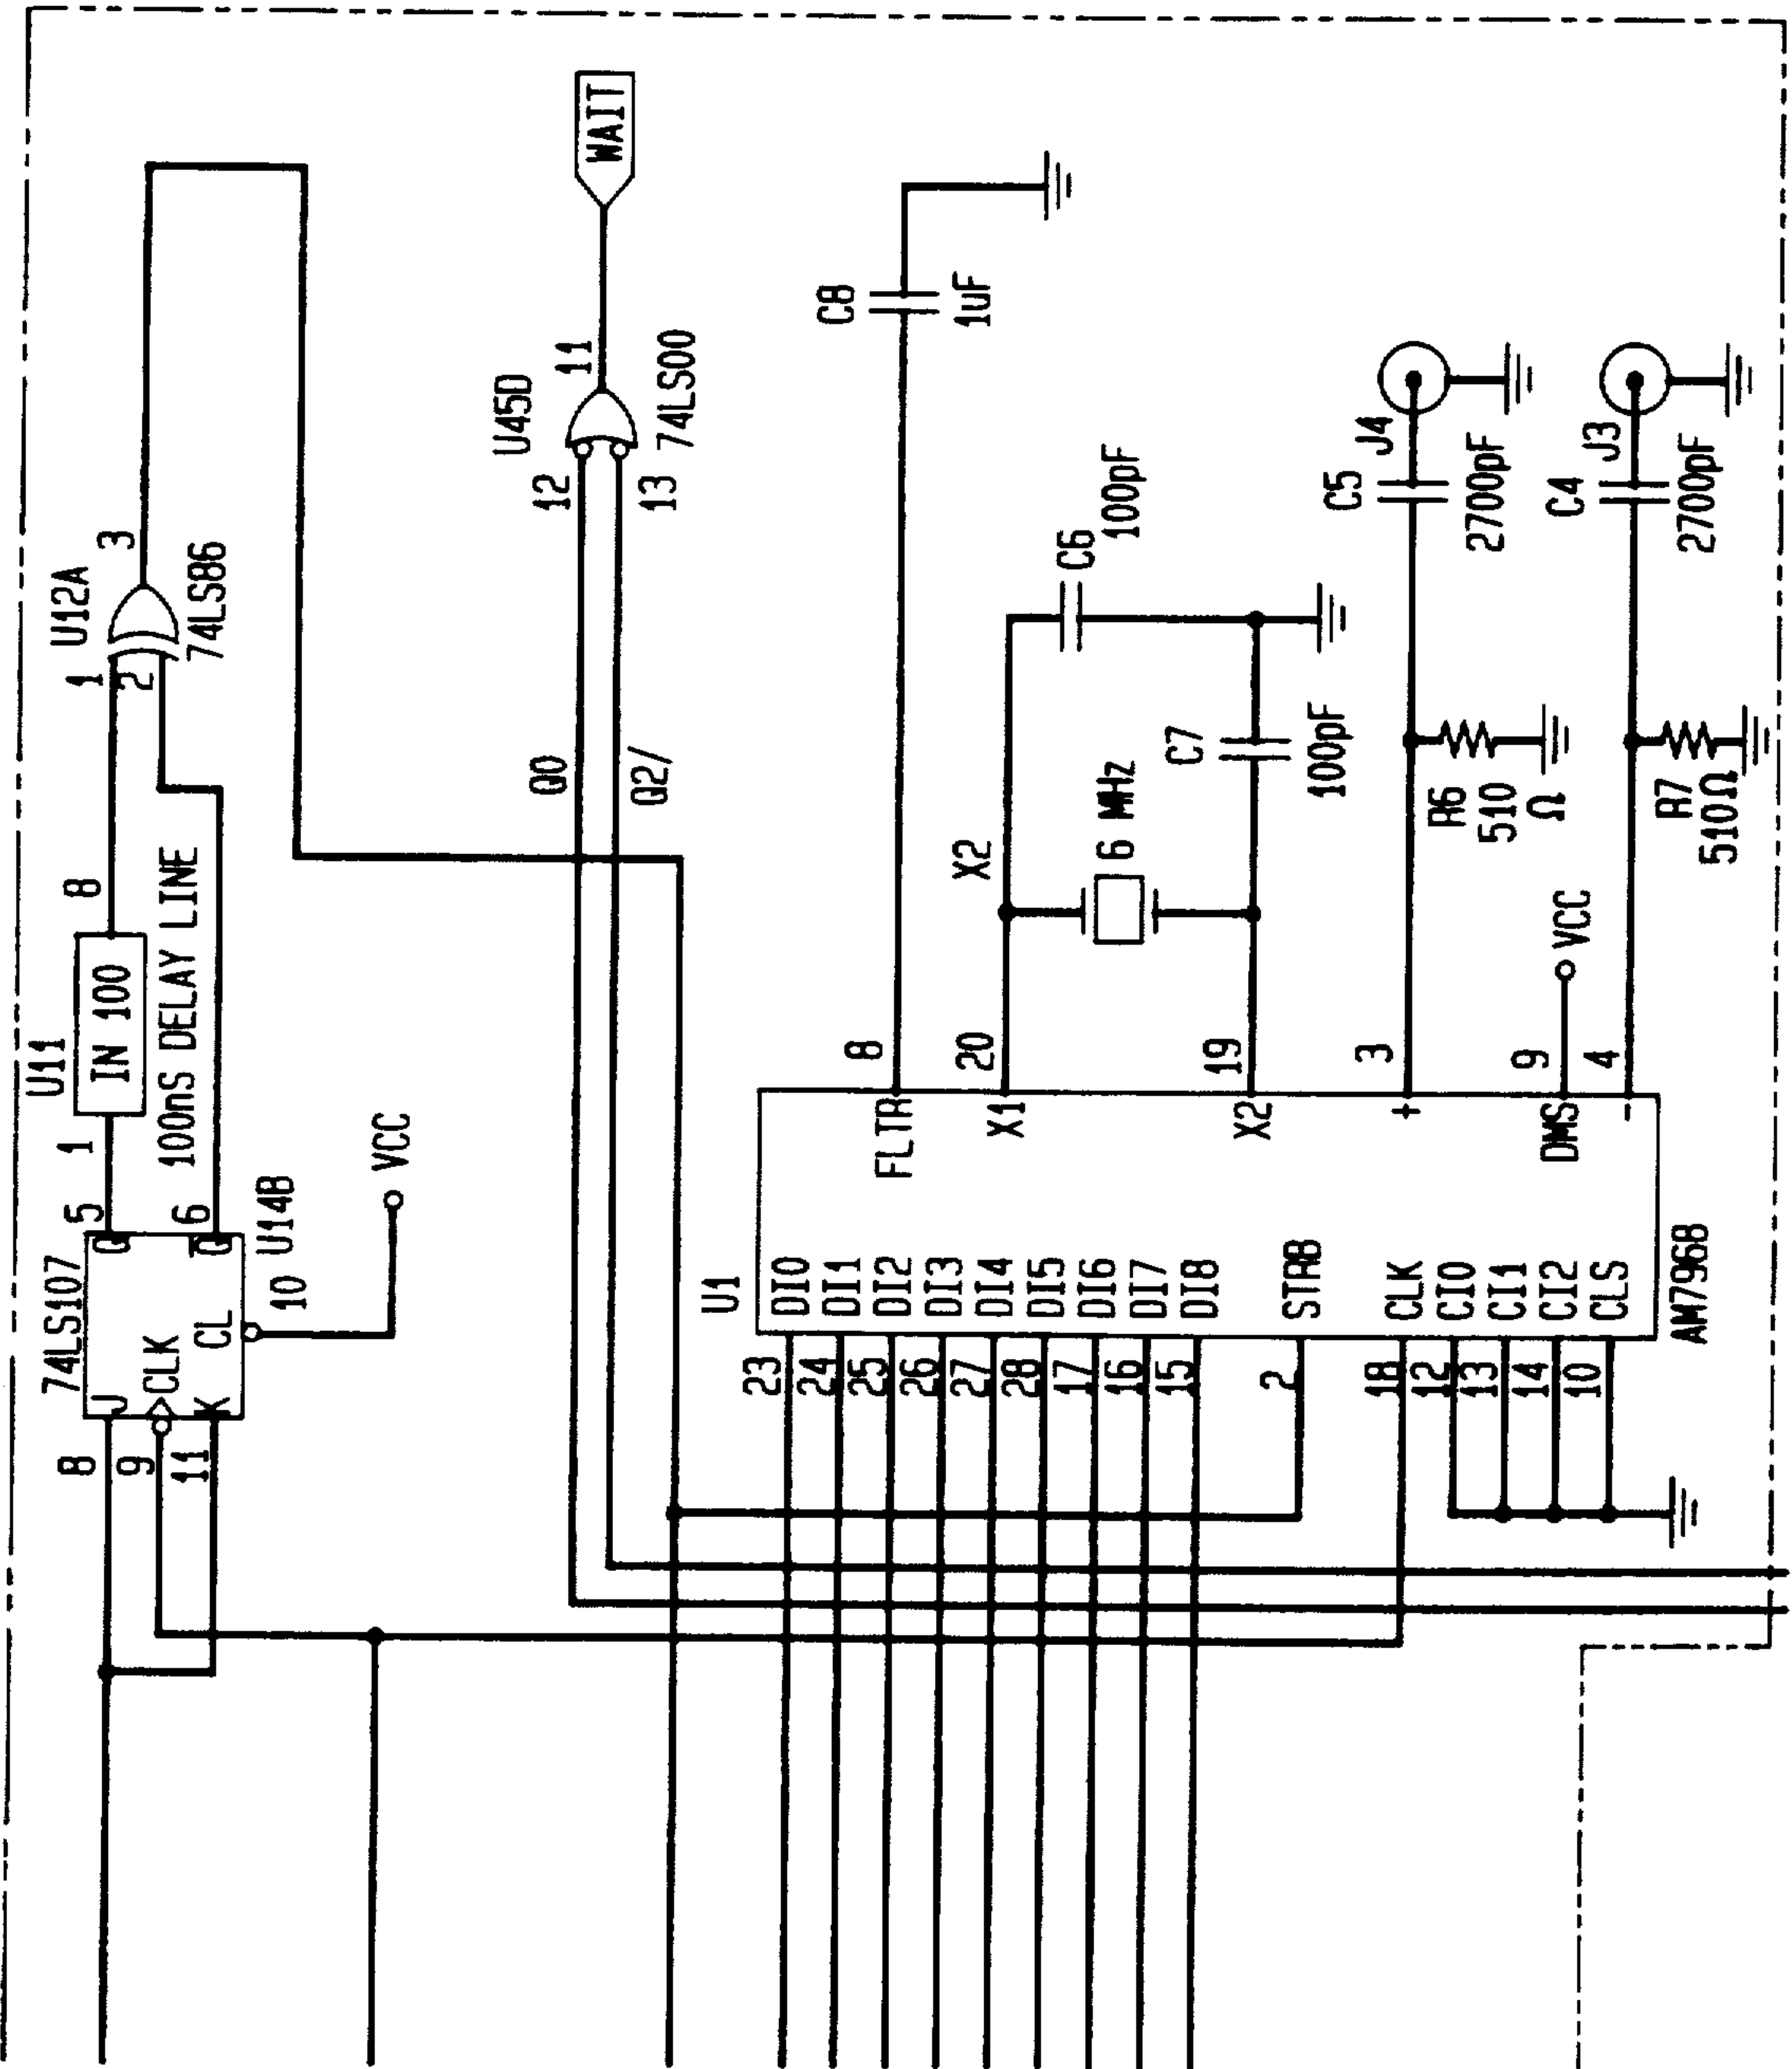 74LS107
J
CLK
K
CL
Q
Q
8
9
11
5
6
10
U14B
VCC
U11
IN 100
1
8
100nS DELAY LINE
U12A
1
2
3
74LS86
U45D
12
13
11
74LS00
Q0
Q2/
WAIT
U1
23
DI0
24
DI1
25
DI2
26
DI3
27
DI4
28
DI5
17
DI6
16
DI7
15
DI8
2
STRB
18
CLK
12
CI0
13
CI1
14
CI2
10
CLS
AM7968
FLTR
8
X1
20
X2
19
+
3
DMS
9
-
4
C8
1uF
X2
6 MHz
C6
100pF
C7
100pF
VCC
R6
510
Ω
R7
510Ω
C5
2700pF
J4
C4
2700pF
J3